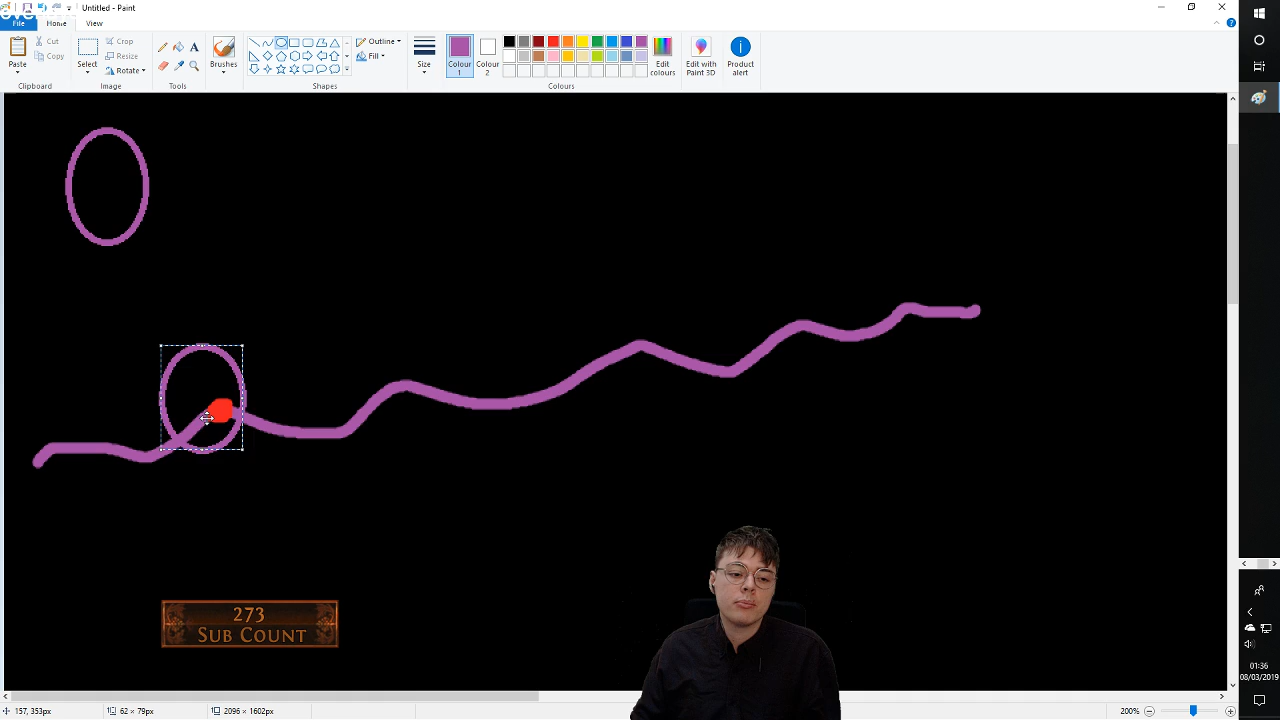 Untitled - Paint
File
Home
View
Paste
Cut
Copy
Clipboard
Select
Crop
Resize
Rotate
Image
Tools
Brushes
Outline
Fill
Shapes
Size
Colour
1
Colour
2
Edit
colours
Edit with
Paint 3D
Product
alert
Colours
273
SUB COUNT
01:36
08/03/2019
157, 353px
62 × 79px
2096 × 1602px
200%